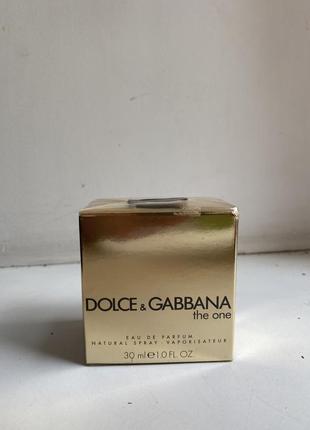 DOLCE & GABBANA
the one
EAU DE PARFUM
NATURAL SPRAY - VAPORISATEUR
30 ml ℮ 1.0 FL. OZ.